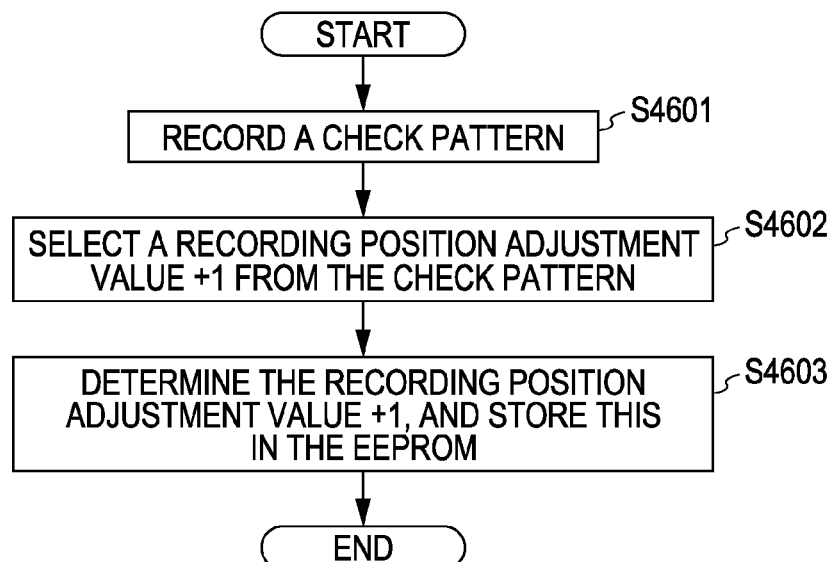 START
S4601
RECORD A CHECK PATTERN
S4602
SELECT A RECORDING POSITION ADJUSTMENT
VALUE +1 FROM THE CHECK PATTERN
S4603
DETERMINE THE RECORDING POSITION
ADJUSTMENT VALUE +1, AND STORE THIS
IN THE EEPROM
END